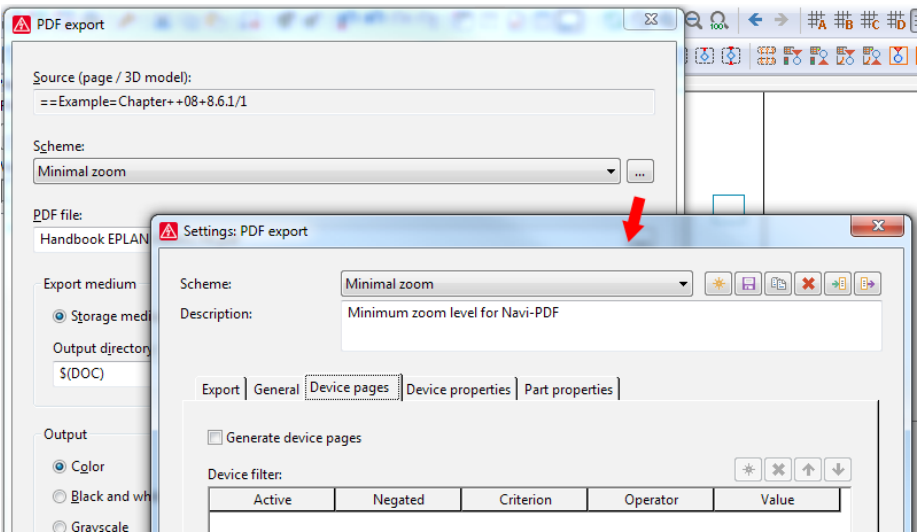 PDF export
100%
A B C D
Source (page / 3D model):
==Example=Chapter++08+8.6.1/1
Scheme:
Minimal zoom
...
PDF file:
Handbook EPLAN
Settings: PDF export
Export medium
Scheme:
Minimal zoom
Storage medi
Description:
Minimum zoom level for Navi-PDF
Output directory
$(DOC)
Export
General
Device pages
Device properties
Part properties
Output
Generate device pages
Color
Device filter:
Black and wh
Active Negated Criterion Operator Value
Grayscale